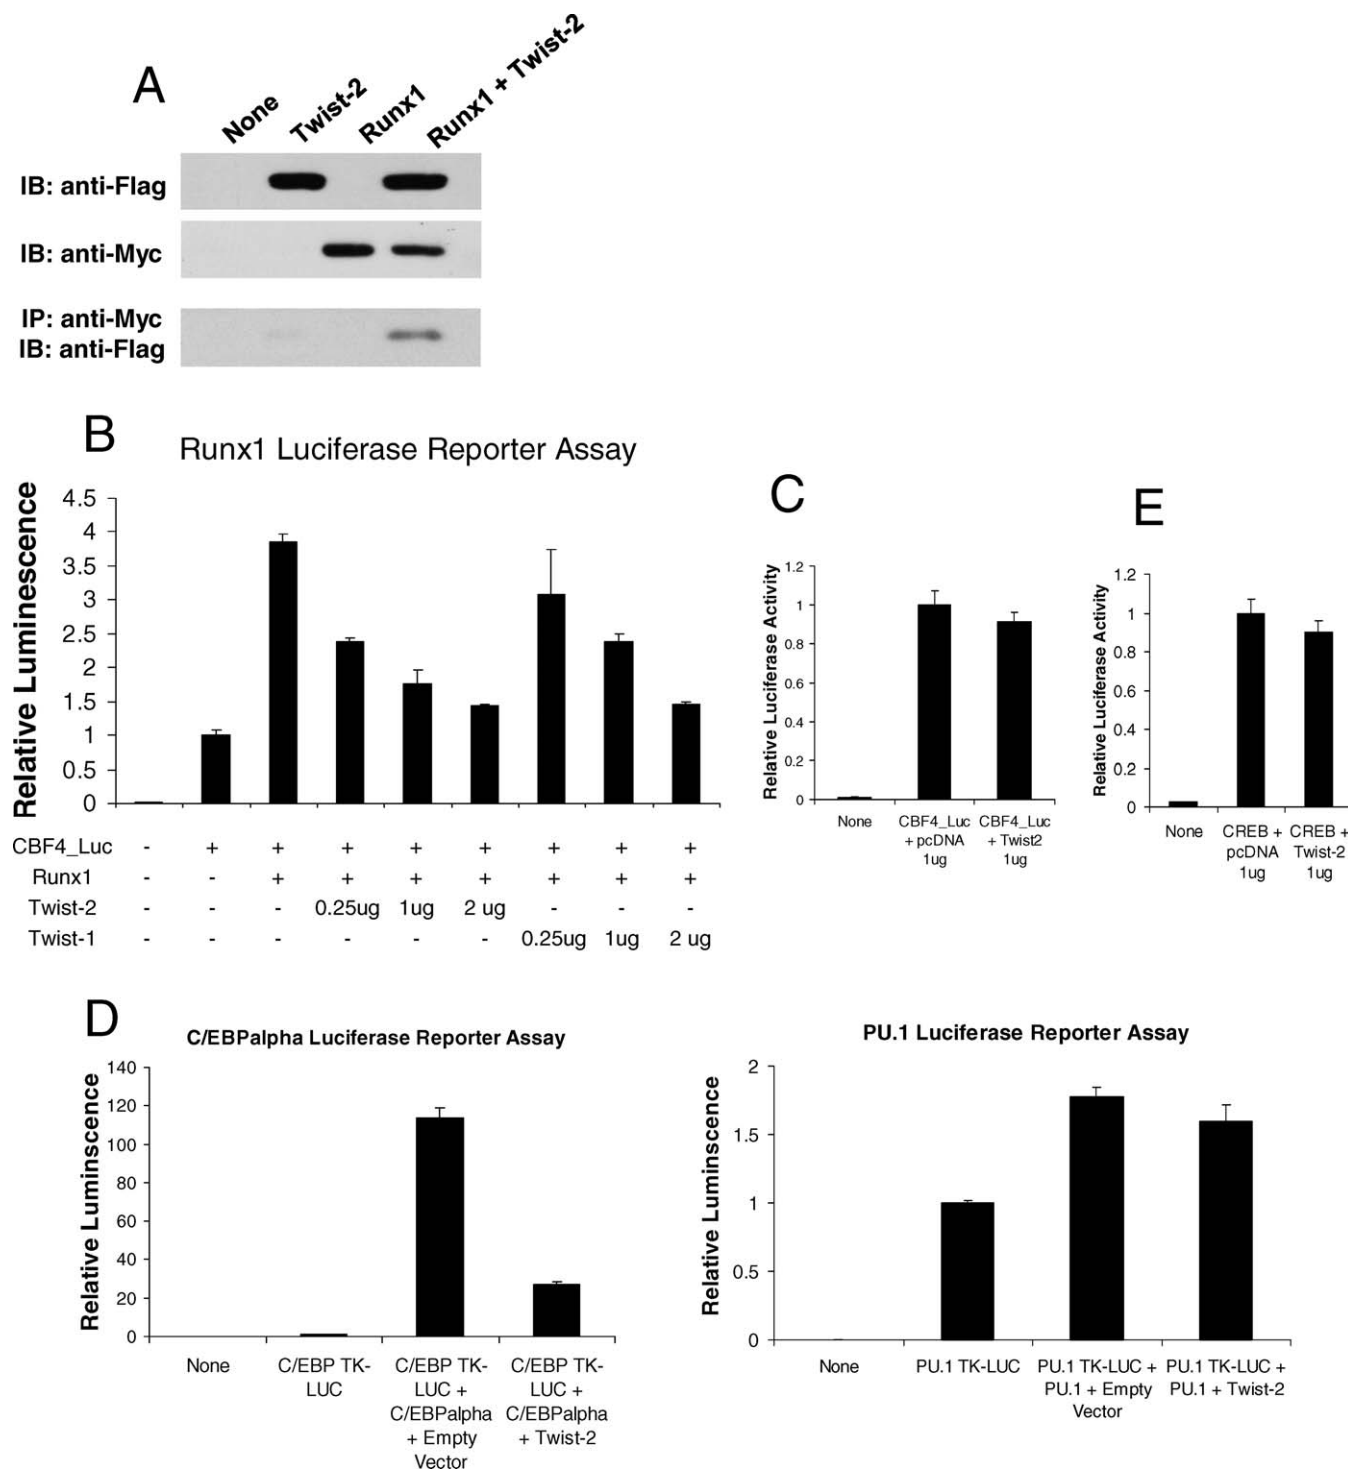 A
None
Twist-2
Runx1
Runx1 + Twist-2
IB: anti-Flag
IB: anti-Myc
IP: anti-Myc
IB: anti-Flag
B
Runx1 Luciferase Reporter Assay
Relative Luminescence
4.5
4
3.5
3
2.5
2
1.5
1
0.5
0
CBF4_Luc - + + + + + + + +
Runx1 - - + + + + + + +
Twist-2 - - - 0.25ug 1ug 2 ug - - -
Twist-1 - - - - - - 0.25ug 1ug 2 ug
C
Relative Luciferase Activity
1.2
1
0.8
0.6
0.4
0.2
0
None CBF4_Luc CBF4_Luc
+ pcDNA + Twist2
1ug 1ug
E
Relative Luciferase Activity
1.2
1
0.8
0.6
0.4
0.2
0
None CREB + CREB +
pcDNA Twist-2
1ug 1ug
D
C/EBPalpha Luciferase Reporter Assay
Relative Luminscence
140
120
100
80
60
40
20
0
None C/EBP TK- C/EBP TK- C/EBP TK-
LUC LUC + LUC +
C/EBPalpha C/EBPalpha
+ Empty + Twist-2
Vector
PU.1 Luciferase Reporter Assay
Relative Luminscence
2
1.5
1
0.5
0
None PU.1 TK-LUC PU.1 TK-LUC + PU.1 TK-LUC +
PU.1 + Empty PU.1 + Twist-2
Vector